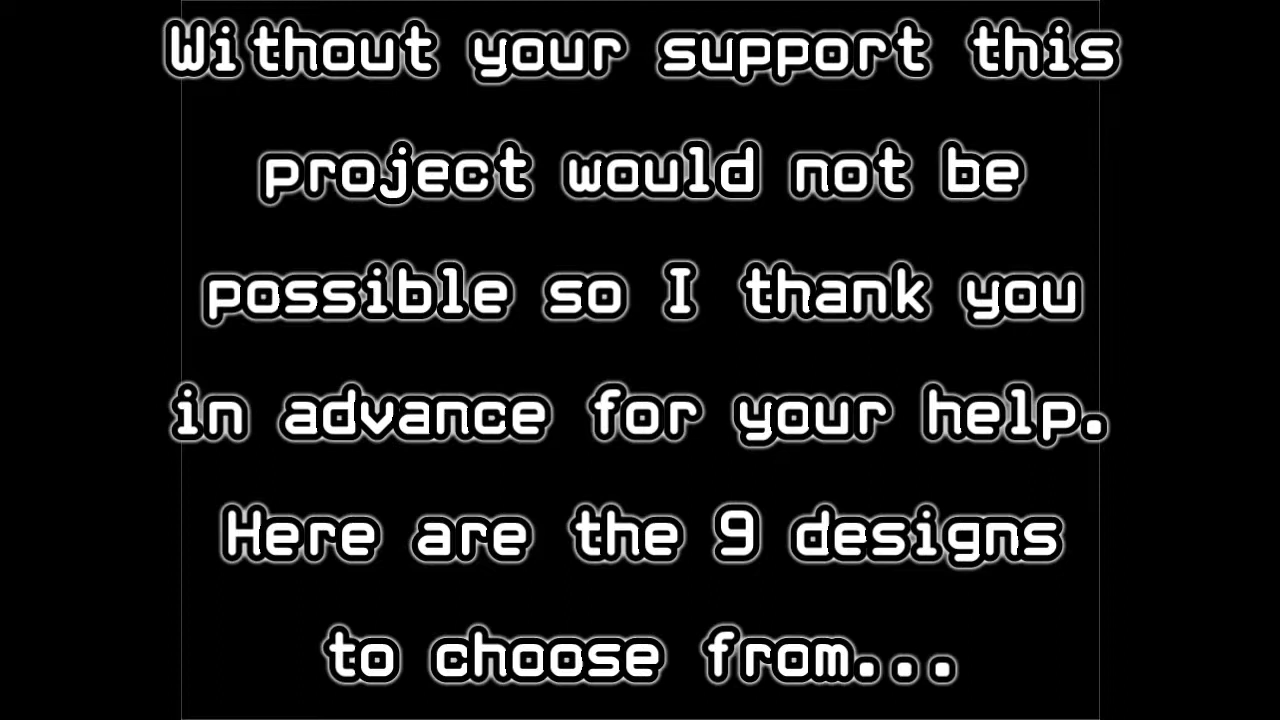 Without your support this
project would not be
possible so I thank you
in advance for your help.
Here are the 9 designs
to choose from...